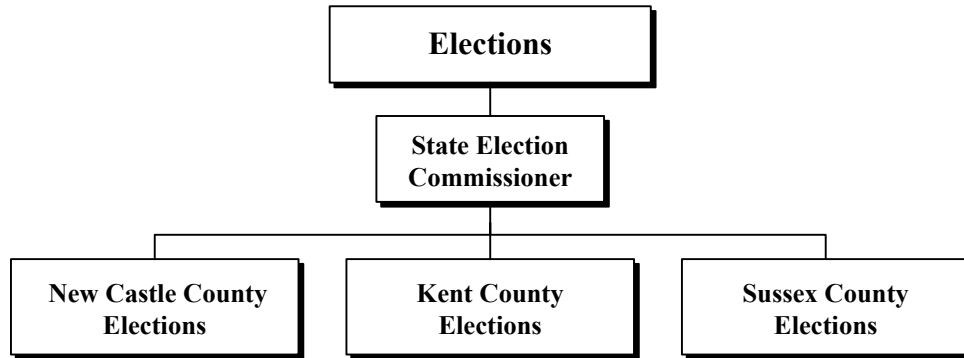 Elections
State Election
Commissioner
New Castle County
Elections
Kent County
Elections
Sussex County
Elections